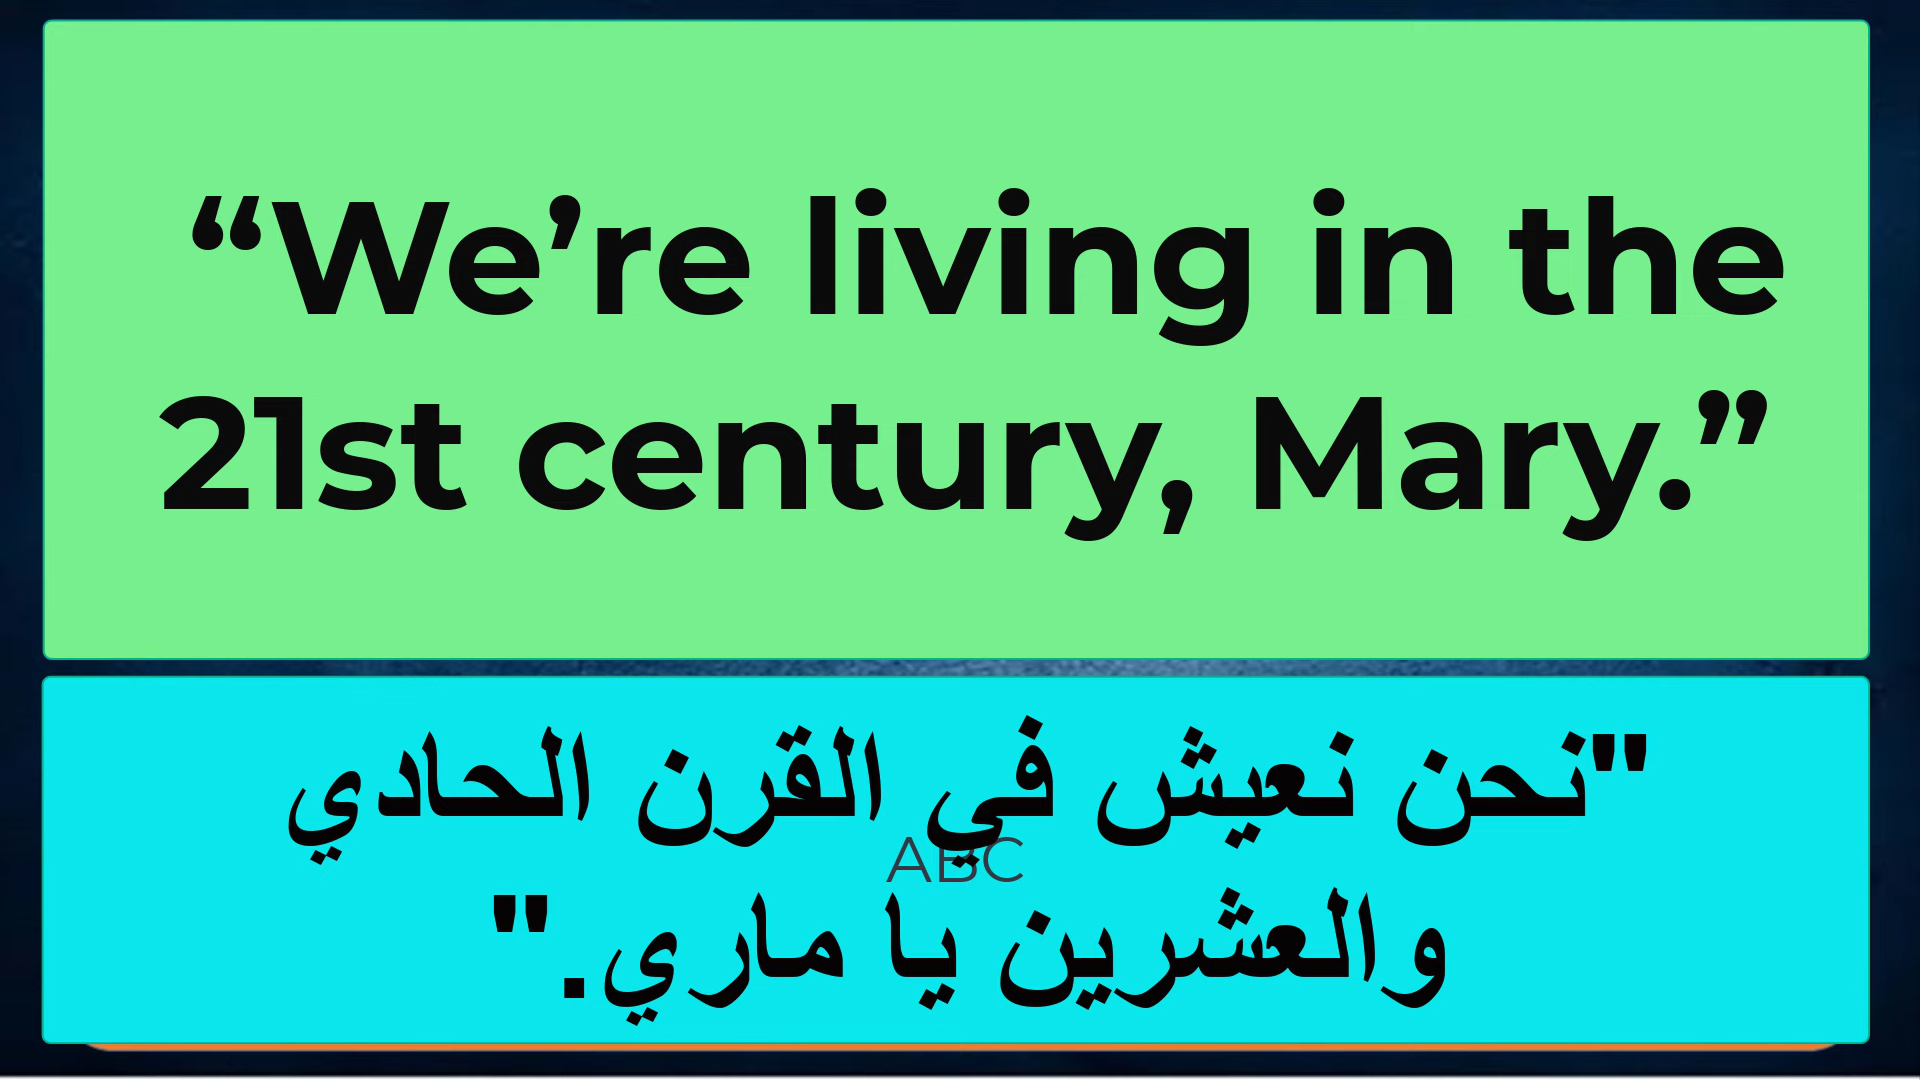 “We’re living in the
21st century, Mary.”
"نحن نعيش في القرن الحادي
ABC
والعشرين يا ماري."